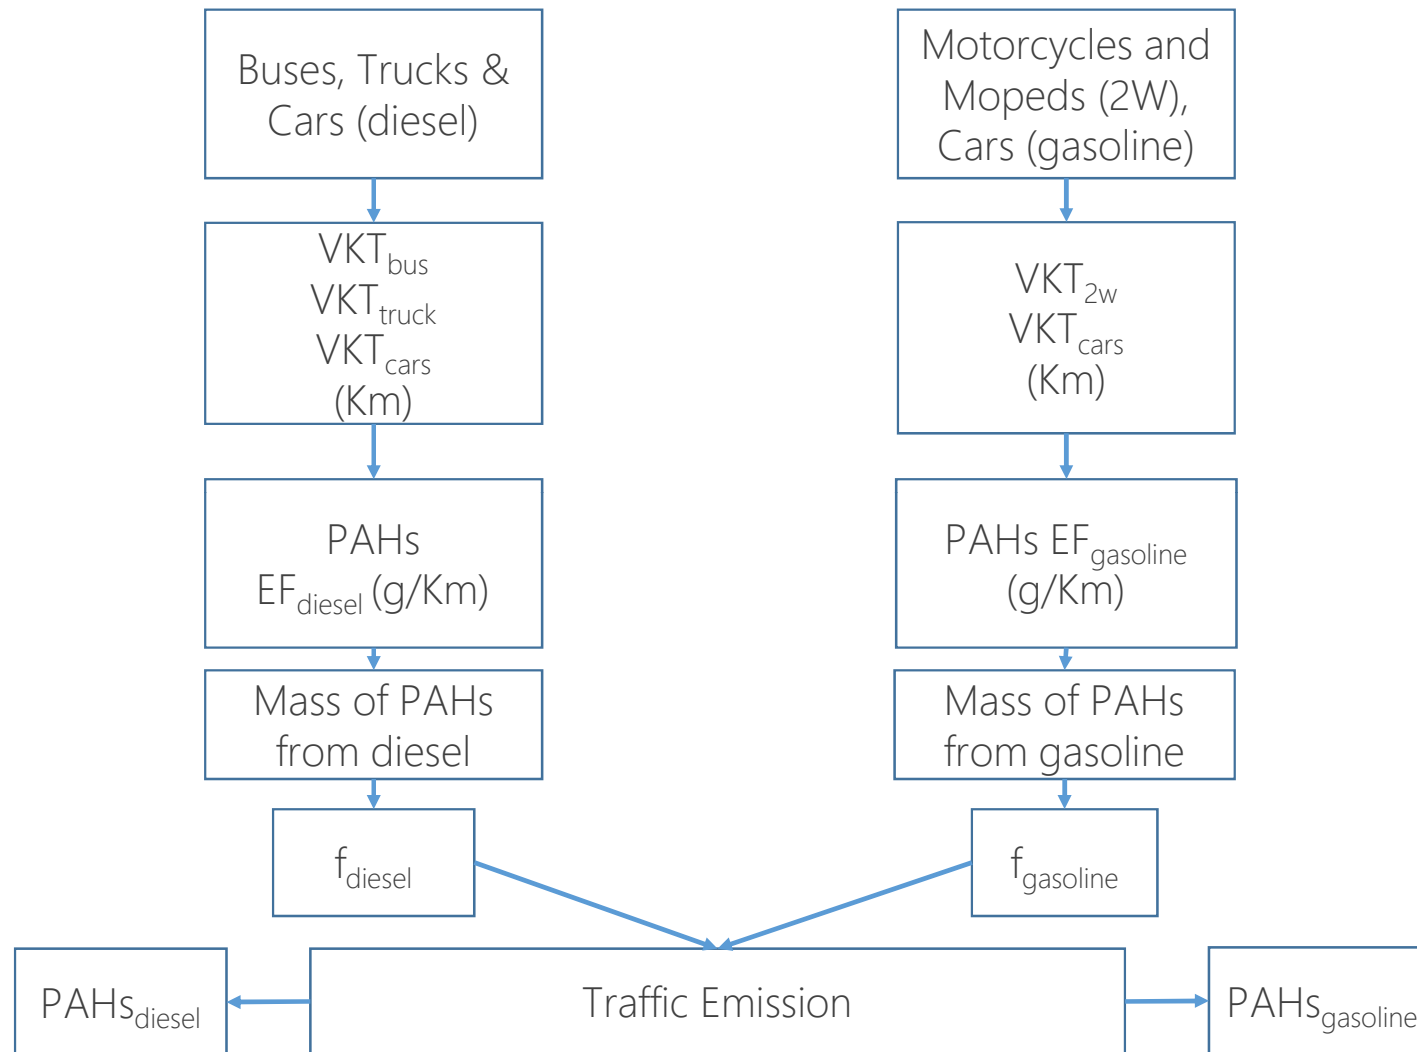 Buses, Trucks &
Cars (diesel)
Motorcycles and
Mopeds (2W),
Cars (gasoline)
VKTbus
VKTtruck
VKTcars
(Km)
VKT2w
VKTcars
(Km)
PAHs
EFdiesel (g/Km)
PAHs EFgasoline
(g/Km)
Mass of PAHs
from diesel
Mass of PAHs
from gasoline
fdiesel
fgasoline
PAHsdiesel
Traffic Emission
PAHsgasoline